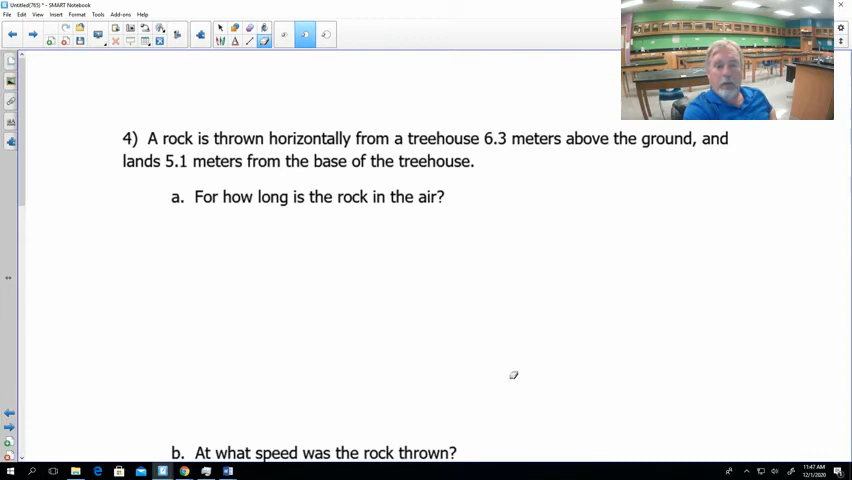 Untitled(765) * - SMART Notebook
File Edit View Insert Format Tools Add-ons Help
4) A rock is thrown horizontally from a treehouse 6.3 meters above the ground, and
lands 5.1 meters from the base of the treehouse.
a. For how long is the rock in the air?
b. At what speed was the rock thrown?
11:47 AM
12/1/2020